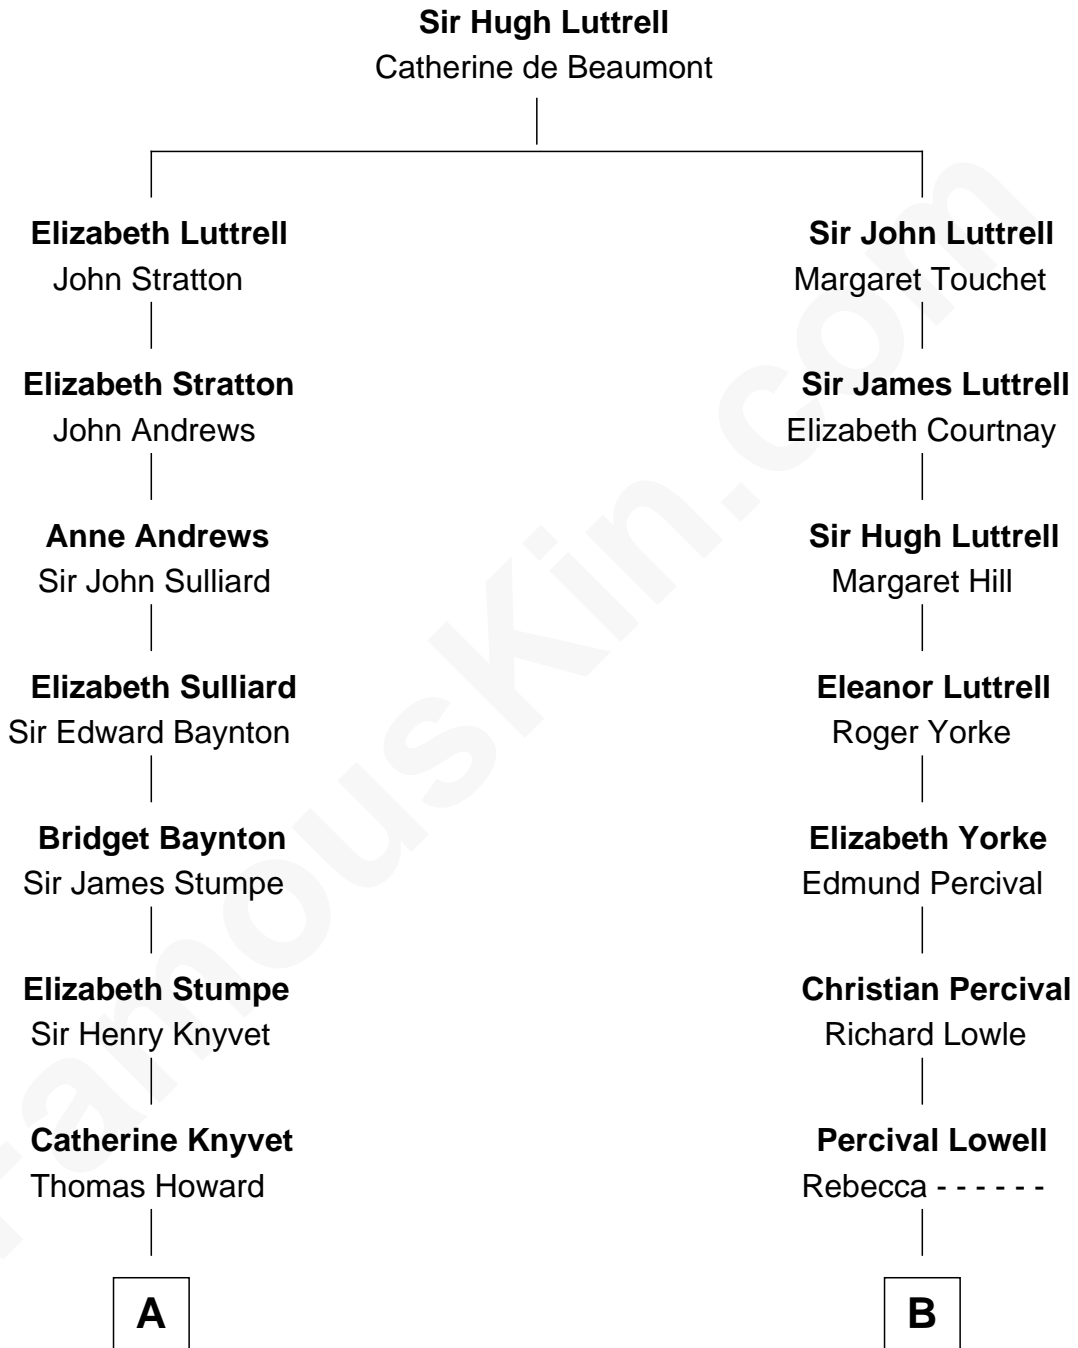 Sir Hugh Luttrell
Catherine de Beaumont
Elizabeth Luttrell
John Stratton
Sir John Luttrell
Margaret Touchet
Elizabeth Stratton
John Andrews
Sir James Luttrell
Elizabeth Courtnay
Anne Andrews
Sir John Sulliard
Sir Hugh Luttrell
Margaret Hill
Elizabeth Sulliard
Sir Edward Baynton
Eleanor Luttrell
Roger Yorke
Bridget Baynton
Sir James Stumpe
Elizabeth Yorke
Edmund Percival
Elizabeth Stumpe
Sir Henry Knyvet
Christian Percival
Richard Lowle
Catherine Knyvet
Thomas Howard
Percival Lowell
Rebecca - - - - - -
A
B
FamousKin.com